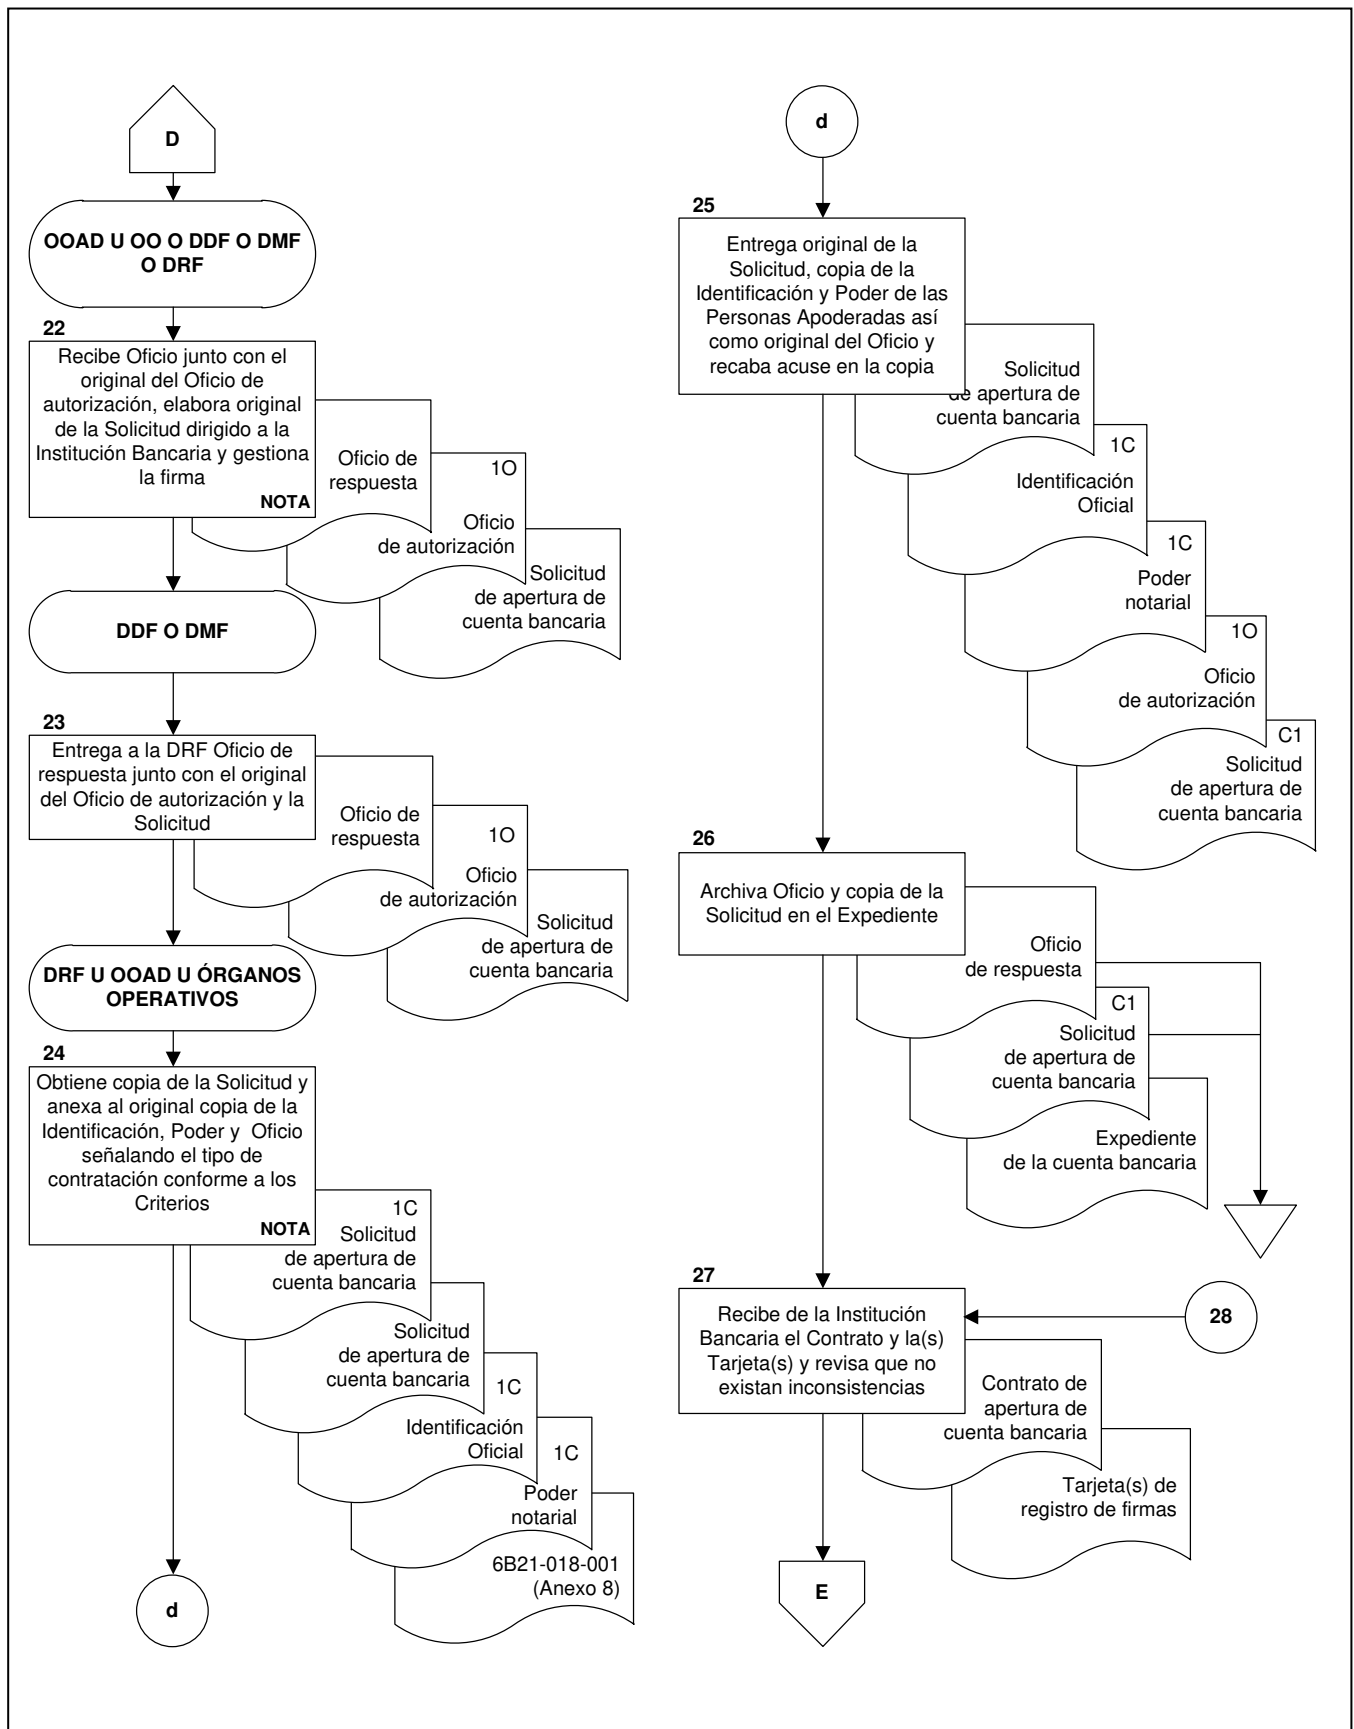 D
OOAD U OO O DDF O DMF
O DRF
22
Recibe Oficio junto con el
original del Oficio de
autorización, elabora original
de la Solicitud dirigido a la
Institución Bancaria y gestiona
la firma
NOTA
Oficio de
respuesta
1O
Oficio
de autorización
Solicitud
de apertura de
cuenta bancaria
DDF O DMF
23
Entrega a la DRF Oficio de
respuesta junto con el original
del Oficio de autorización y la
Solicitud
Oficio de
respuesta
1O
Oficio
de autorización
Solicitud
de apertura de
cuenta bancaria
DRF U OOAD U ÓRGANOS
OPERATIVOS
24
Obtiene copia de la Solicitud y
anexa al original copia de la
Identificación, Poder y Oficio
señalando el tipo de
contratación conforme a los
Criterios
NOTA
1C
Solicitud
de apertura de
cuenta bancaria
Solicitud
de apertura de
cuenta bancaria
1C
Identificación
Oficial
1C
Poder
notarial
6B21-018-001
(Anexo 8)
d
d
25
Entrega original de la
Solicitud, copia de la
Identificación y Poder de las
Personas Apoderadas así
como original del Oficio y
recaba acuse en la copia
Solicitud
de apertura de
cuenta bancaria
1C
Identificación
Oficial
1C
Poder
notarial
1O
Oficio
de autorización
C1
Solicitud
de apertura de
cuenta bancaria
26
Archiva Oficio y copia de la
Solicitud en el Expediente
Oficio
de respuesta
C1
Solicitud
de apertura de
cuenta bancaria
Expediente
de la cuenta bancaria
27
Recibe de la Institución
Bancaria el Contrato y la(s)
Tarjeta(s) y revisa que no
existan inconsistencias
28
Contrato de
apertura de
cuenta bancaria
Tarjeta(s) de
registro de firmas
E